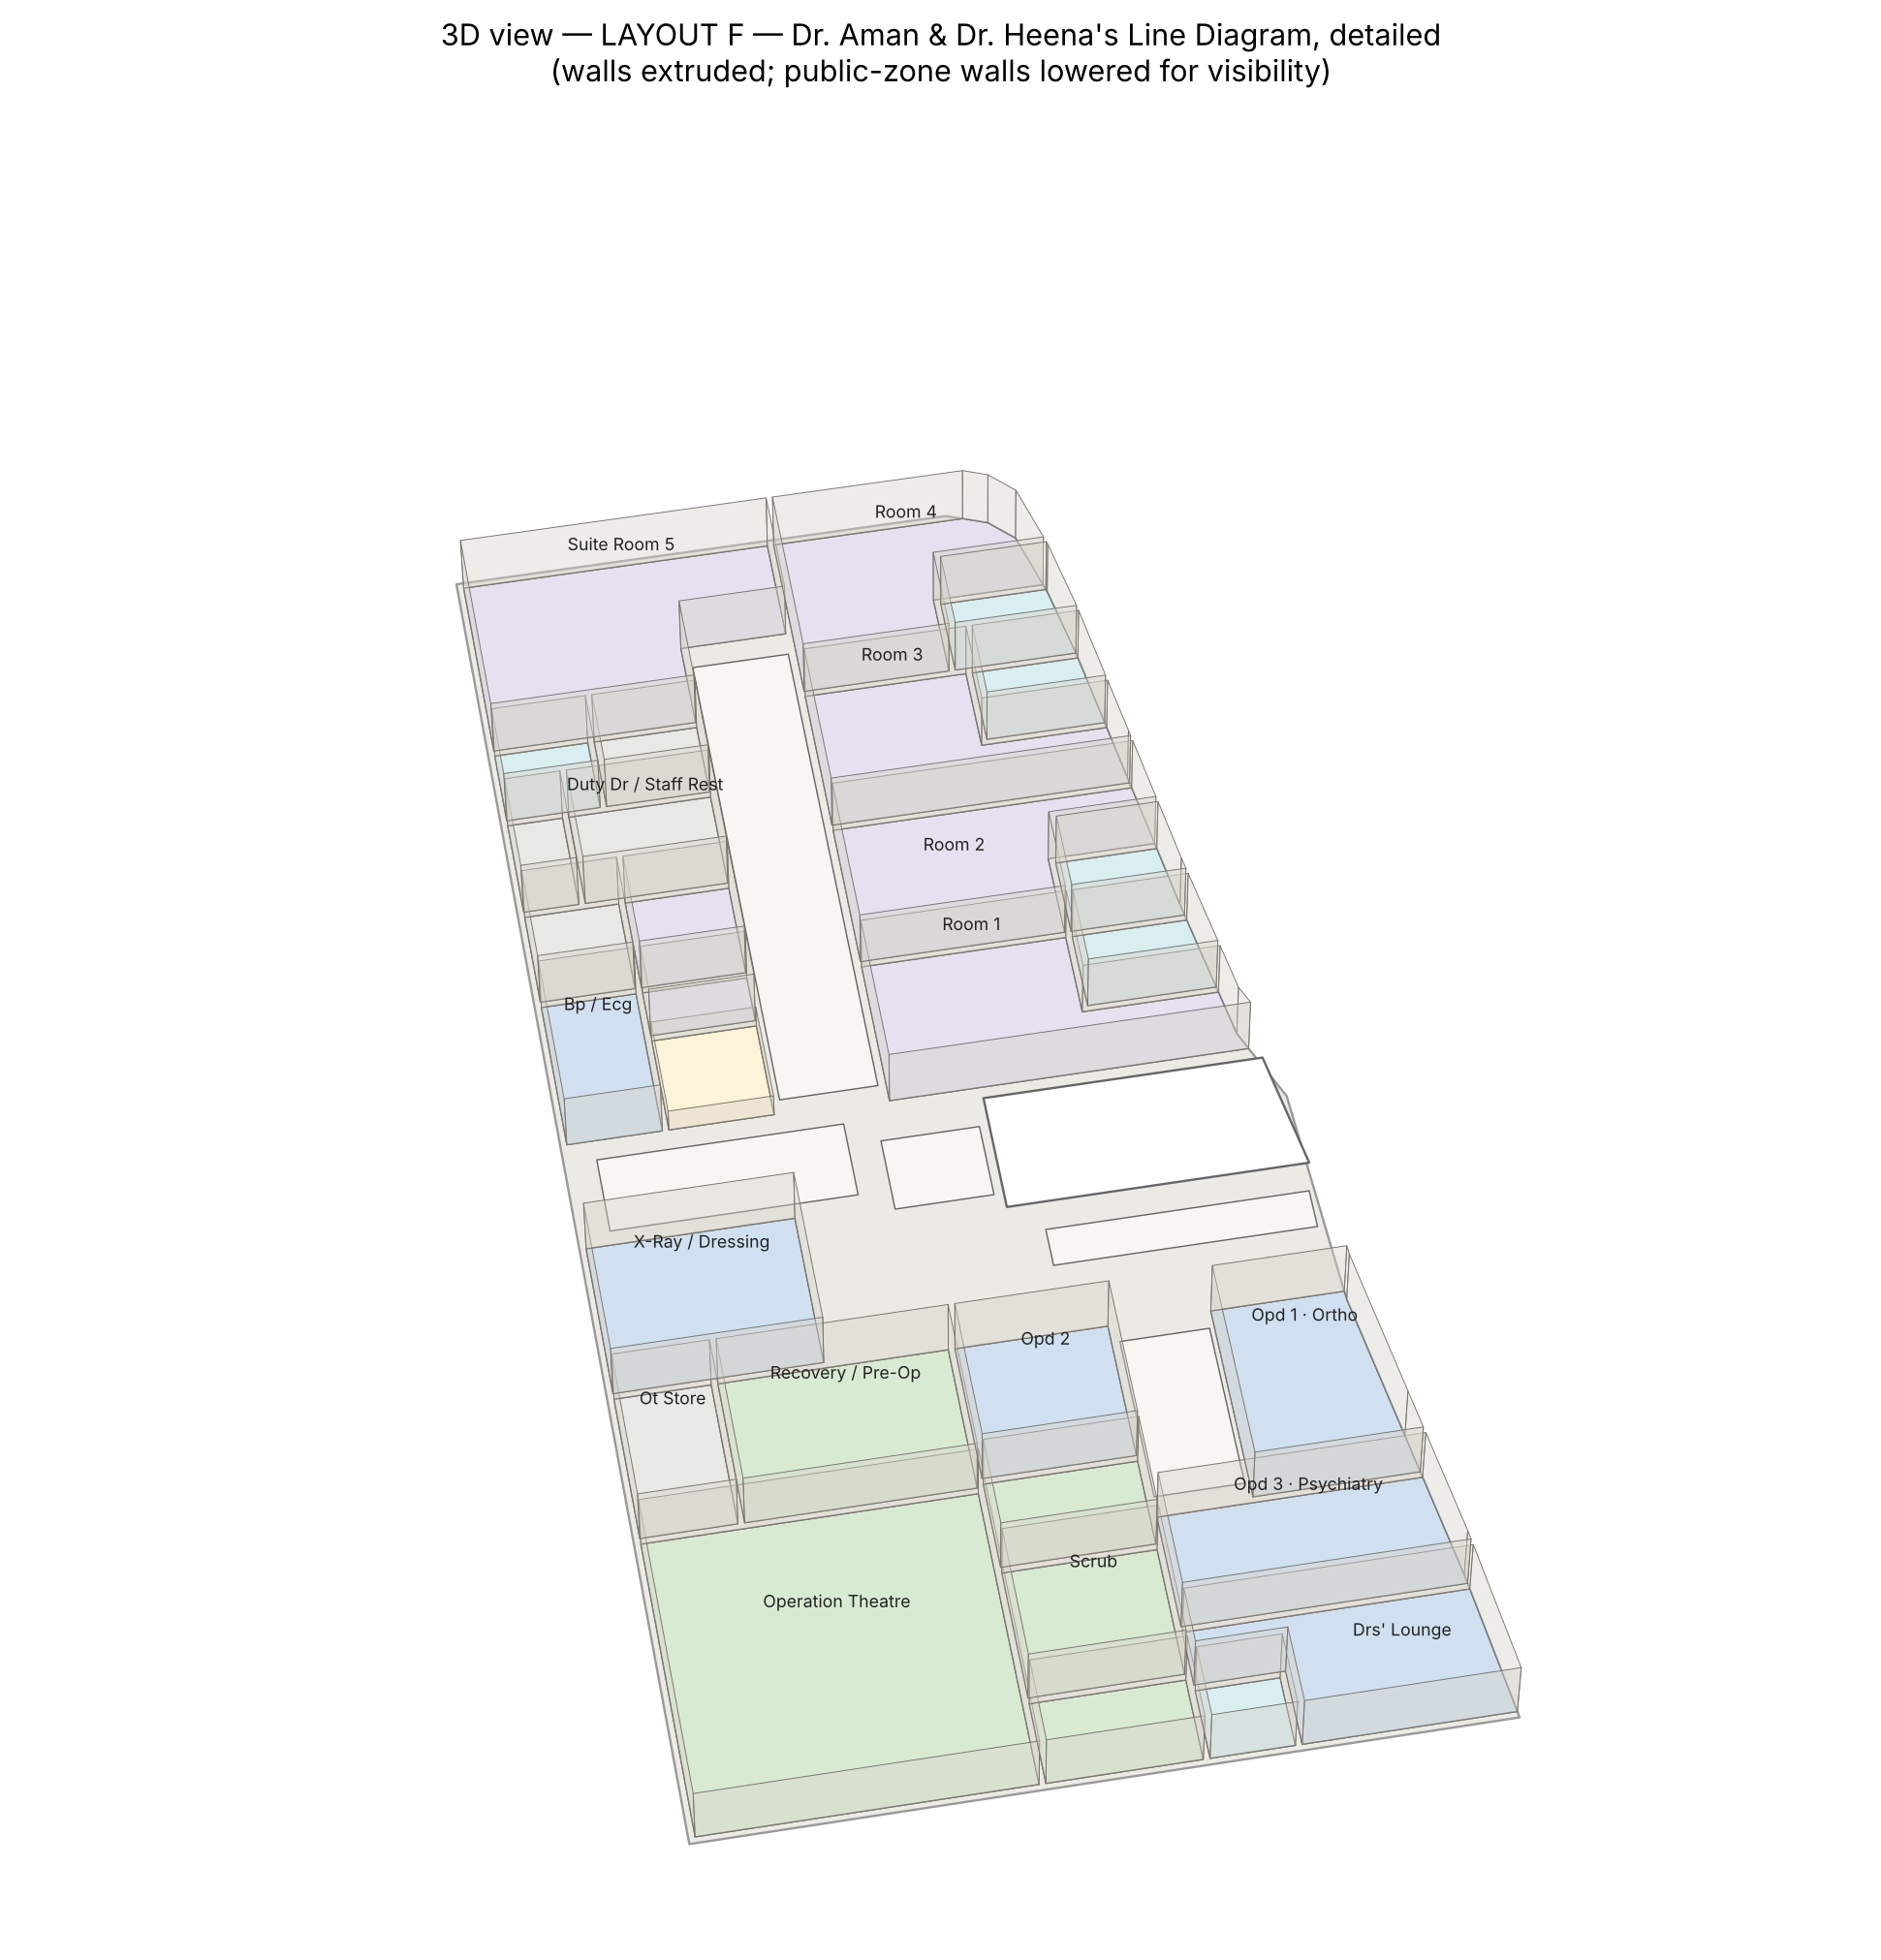 3D view — LAYOUT F — Dr. Aman & Dr. Heena's Line Diagram, detailed
(walls extruded; public-zone walls lowered for visibility)
Room 4
Suite Room 5
Room 3
Duty Dr / Staff Rest
Room 2
Room 1
Bp / Ecg
X-Ray / Dressing
Opd 1 · Ortho
Opd 2
Recovery / Pre-Op
Ot Store
Opd 3 · Psychiatry
Scrub
Operation Theatre
Drs' Lounge